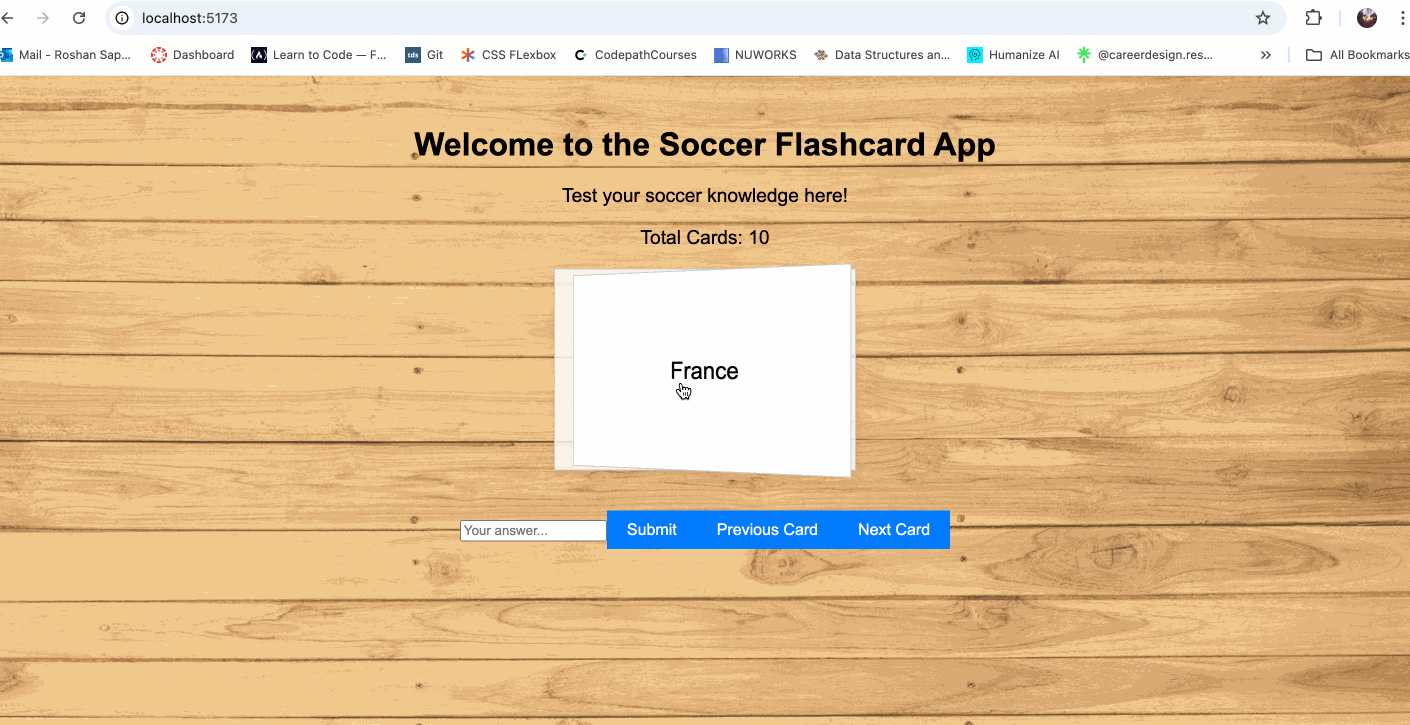 localhost:5173
Mail - Roshan Sap... Dashboard Learn to Code — F... tds Git CSS FLexbox CodepathCourses NUWORKS Data Structures an... Humanize AI @careerdesign.res... » All Bookmarks
Welcome to the Soccer Flashcard App
Test your soccer knowledge here!
Total Cards: 10
France
Your answer... Submit Previous Card Next Card